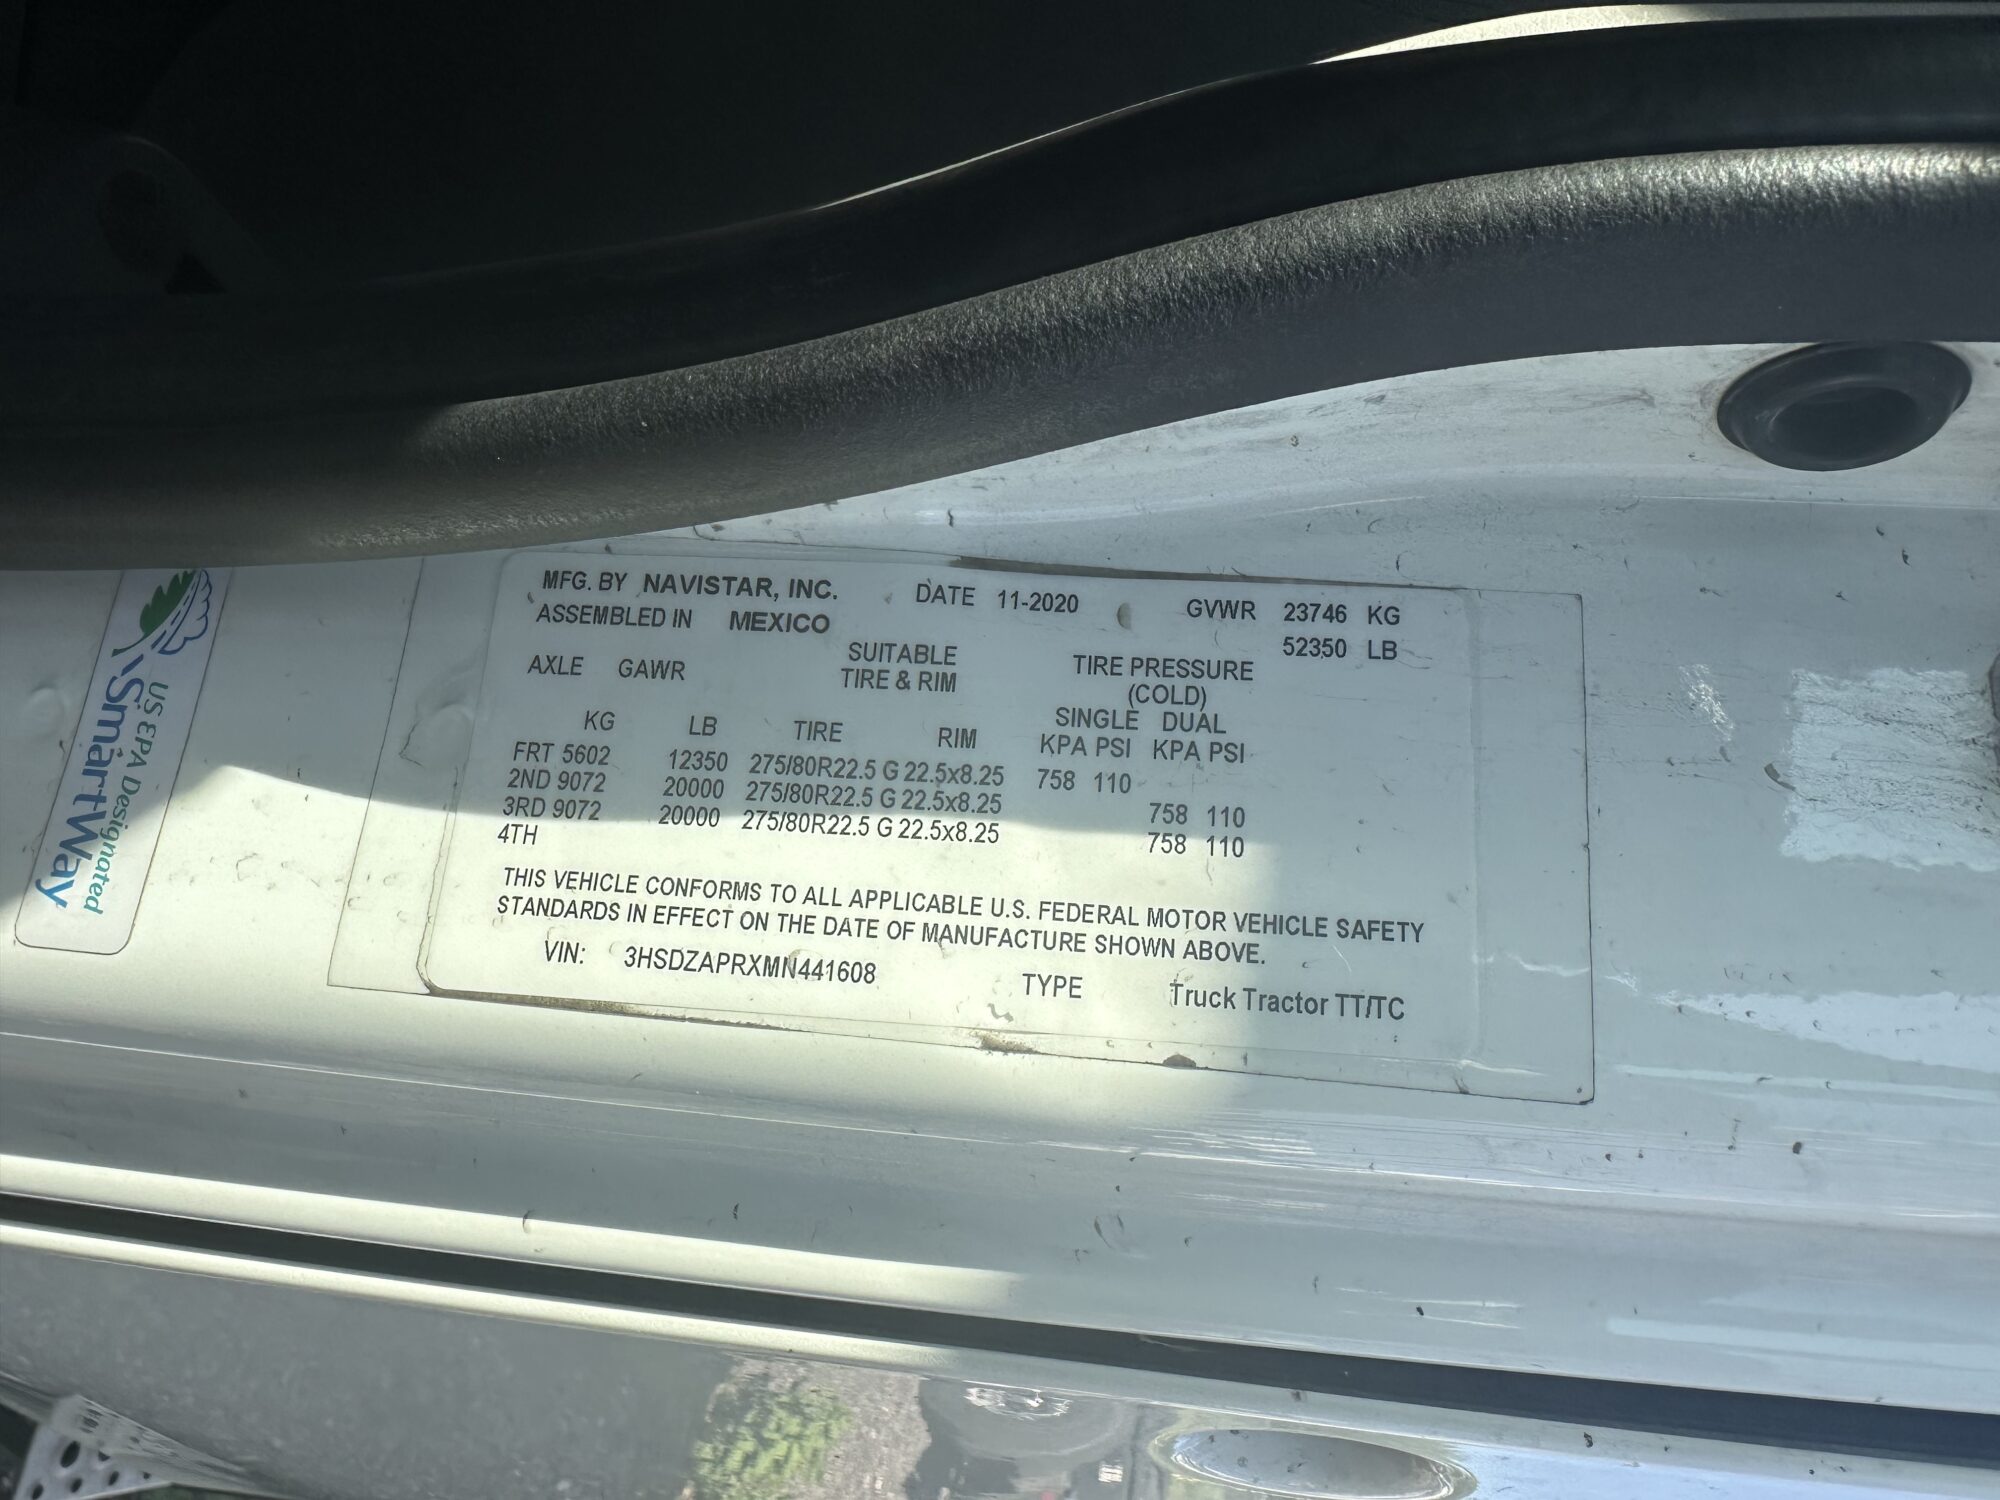 MFG. BY NAVISTAR, INC. DATE 11-2020 GVWR 23746 KG
ASSEMBLED IN MEXICO 52350 LB
AXLE GAWR SUITABLE TIRE PRESSURE
TIRE & RIM (COLD)
SINGLE DUAL
KG LB TIRE RIM KPA PSI KPA PSI
FRT 5602 12350 275/80R22.5 G 22.5x8.25 758 110
2ND 9072 20000 275/80R22.5 G 22.5x8.25 758 110
3RD 9072 20000 275/80R22.5 G 22.5x8.25 758 110
4TH
THIS VEHICLE CONFORMS TO ALL APPLICABLE U.S. FEDERAL MOTOR VEHICLE SAFETY
STANDARDS IN EFFECT ON THE DATE OF MANUFACTURE SHOWN ABOVE.
VIN: 3HSDZAPRXMN441608 TYPE Truck Tractor TT/TC
US EPA Designated
SmartWay